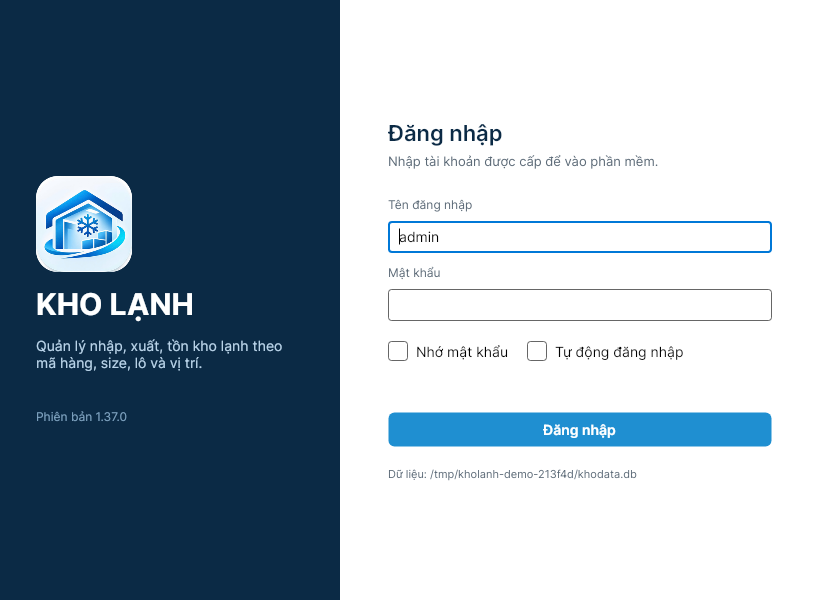 KHO LẠNH
Quản lý nhập, xuất, tồn kho lạnh theo
mã hàng, size, lô và vị trí.
Phiên bản 1.37.0
Đăng nhập
Nhập tài khoản được cấp để vào phần mềm.
Tên đăng nhập
admin
Mật khẩu
Nhớ mật khẩu
Tự động đăng nhập
Đăng nhập
Dữ liệu: /tmp/kholanh-demo-213f4d/khodata.db